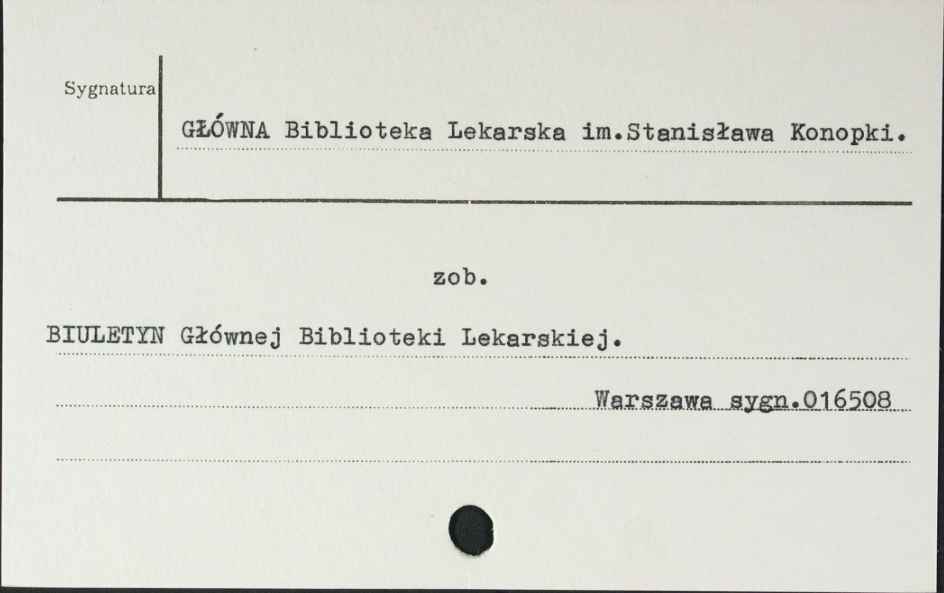 Sygnatura
GŁÓWNA Biblioteka Lekarska im.Stanisława Konopki.
zob.
BIULETYN Głównej Biblioteki Lekarskiej.
Warszawa sygn.016508